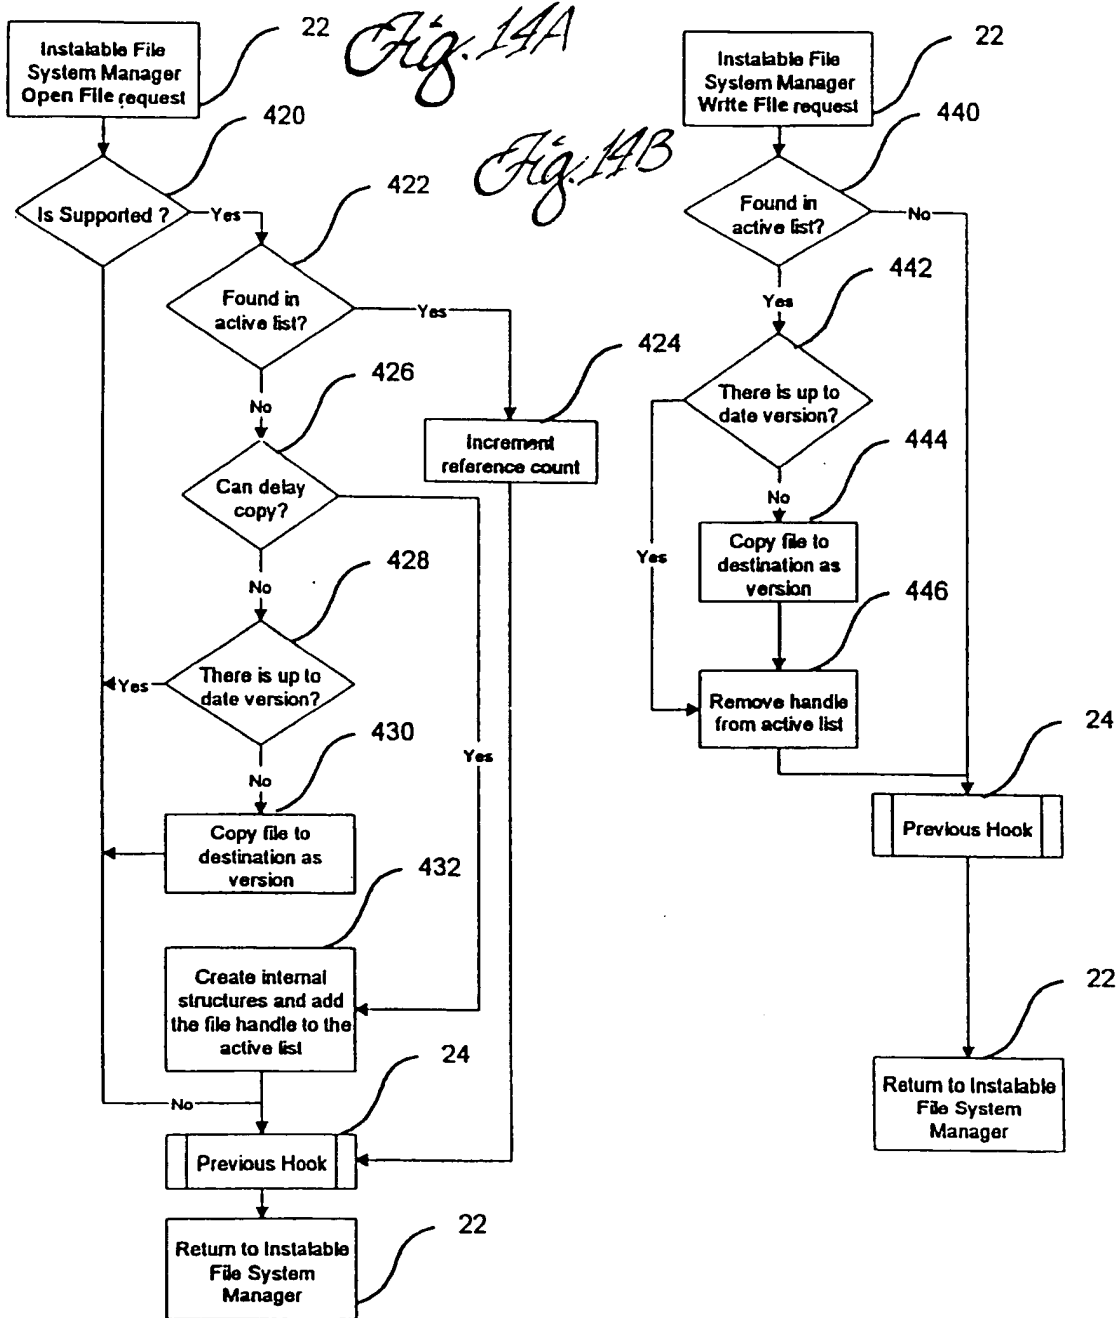 Fig. 14A
Instalable File
System Manager
Open File request
22
420
Is Supported ?
Yes
422
Found in
active list?
Yes
424
Increment
reference count
No
426
Can delay
copy?
Yes
No
428
There is up to
date version?
Yes
No
430
Copy file to
destination as
version
432
Create internal
structures and add
the file handle to the
active list
No
24
Previous Hook
22
Return to Instalable
File System
Manager
Fig. 14B
Instalable File
System Manager
Write File request
22
440
Found in
active list?
No
Yes
442
There is up to
date version?
Yes
No
444
Copy file to
destination as
version
446
Remove handle
from active list
24
Previous Hook
22
Return to Instalable
File System
Manager